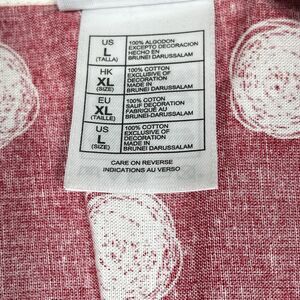 US
L
(TALLA)
100% ALGODON
EXCEPTO DECORACION
HECHO EN
BRUNEI DARUSSALAM
HK
XL
(SIZE)
100% COTTON
EXCLUSIVE OF
DECORATION
MADE IN
BRUNEI DARUSSALAM
EU
XL
(TAILLE)
100% COTON
SAUF DECORATION
FABRIQUE AU
BRUNEI DARUSSALAM
US
L
(SIZE)
100% COTTON
EXCLUSIVE OF
DECORATION
MADE IN
BRUNEI DARUSSALAM
CARE ON REVERSE
INDICATIONS AU VERSO